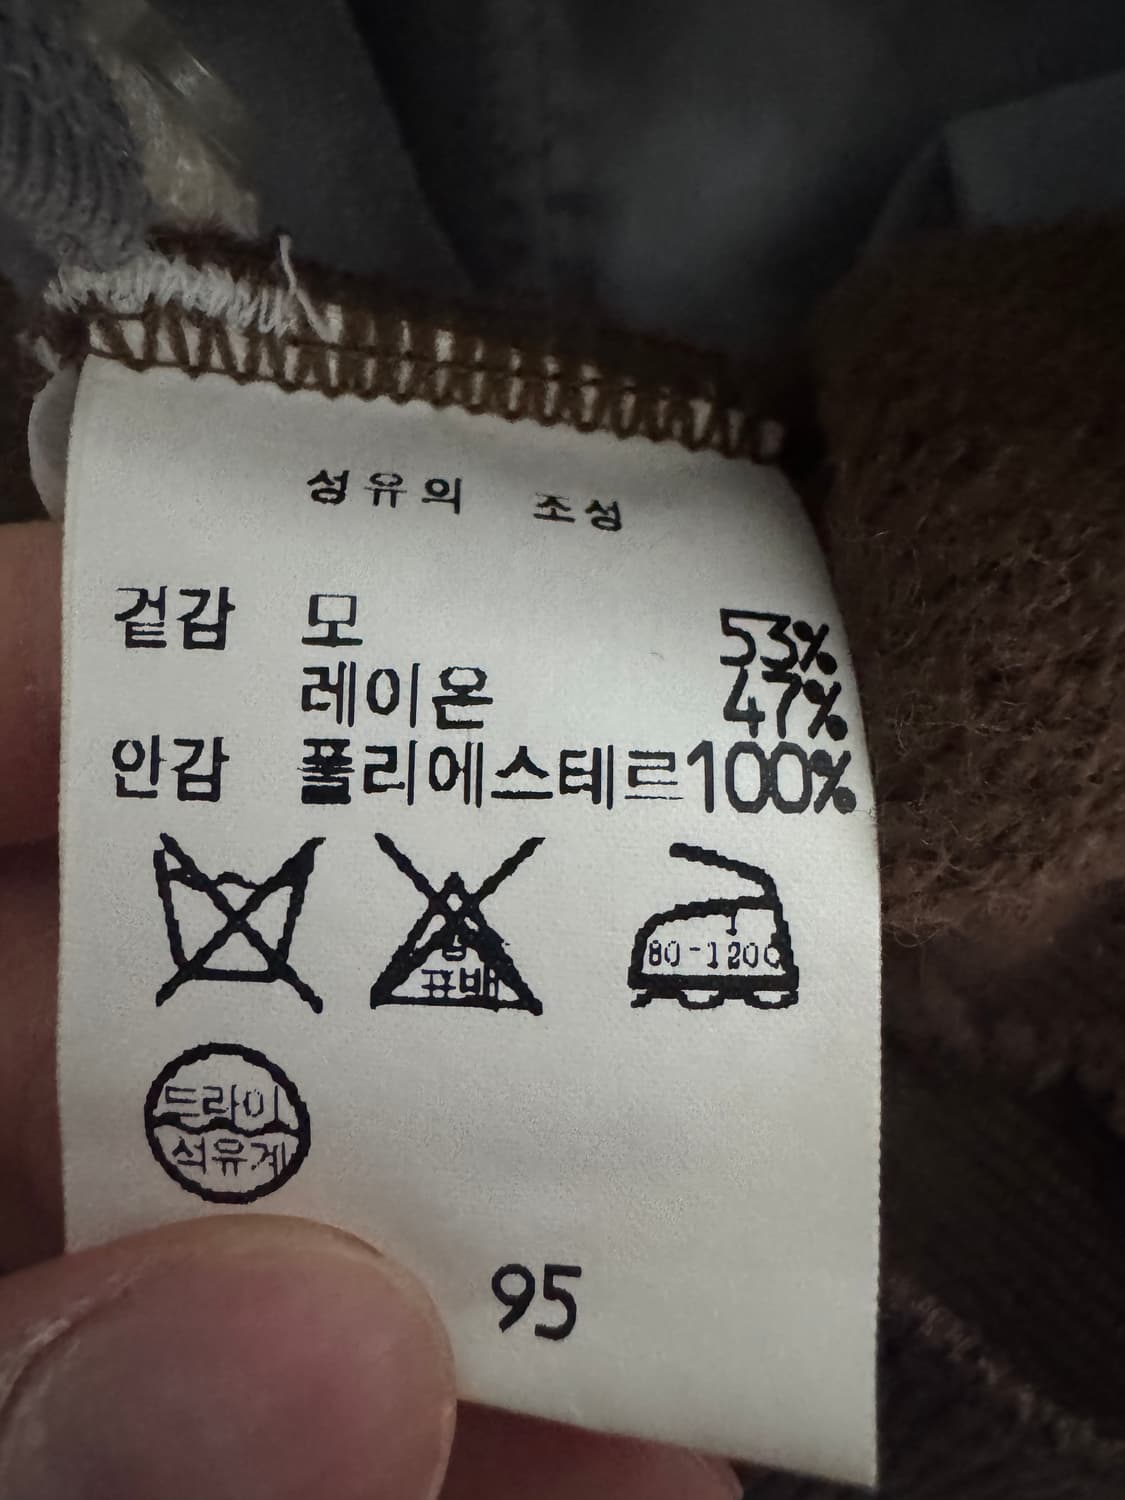 섬유의 조성
겉감 모 53%
레이온 47%
안감 폴리에스테르 100%
표백
80-120
드라이
석유계
95